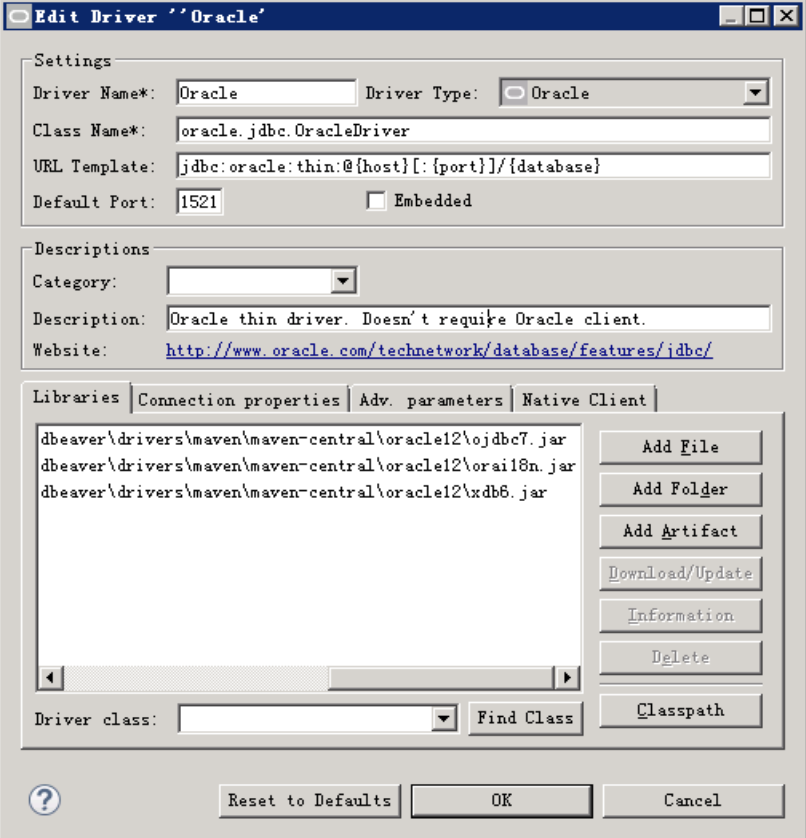 Edit Driver ''Oracle'
Settings
Driver Name*: Oracle Driver Type: Oracle
Class Name*: oracle.jdbc.OracleDriver
URL Template: jdbc:oracle:thin:@{host}[:{port}]/{database}
Default Port: 1521 Embedded
Descriptions
Category:
Description: Oracle thin driver. Doesn't require Oracle client.
Website: http://www.oracle.com/technetwork/database/features/jdbc/
Libraries Connection properties Adv. parameters Native Client
dbeaver\drivers\maven\maven-central\oracle12\ojdbc7.jar
dbeaver\drivers\maven\maven-central\oracle12\orai18n.jar
dbeaver\drivers\maven\maven-central\oracle12\xdb6.jar
Add File
Add Folder
Add Artifact
Download/Update
Information
Delete
Classpath
Driver class: Find Class
? Reset to Defaults OK Cancel